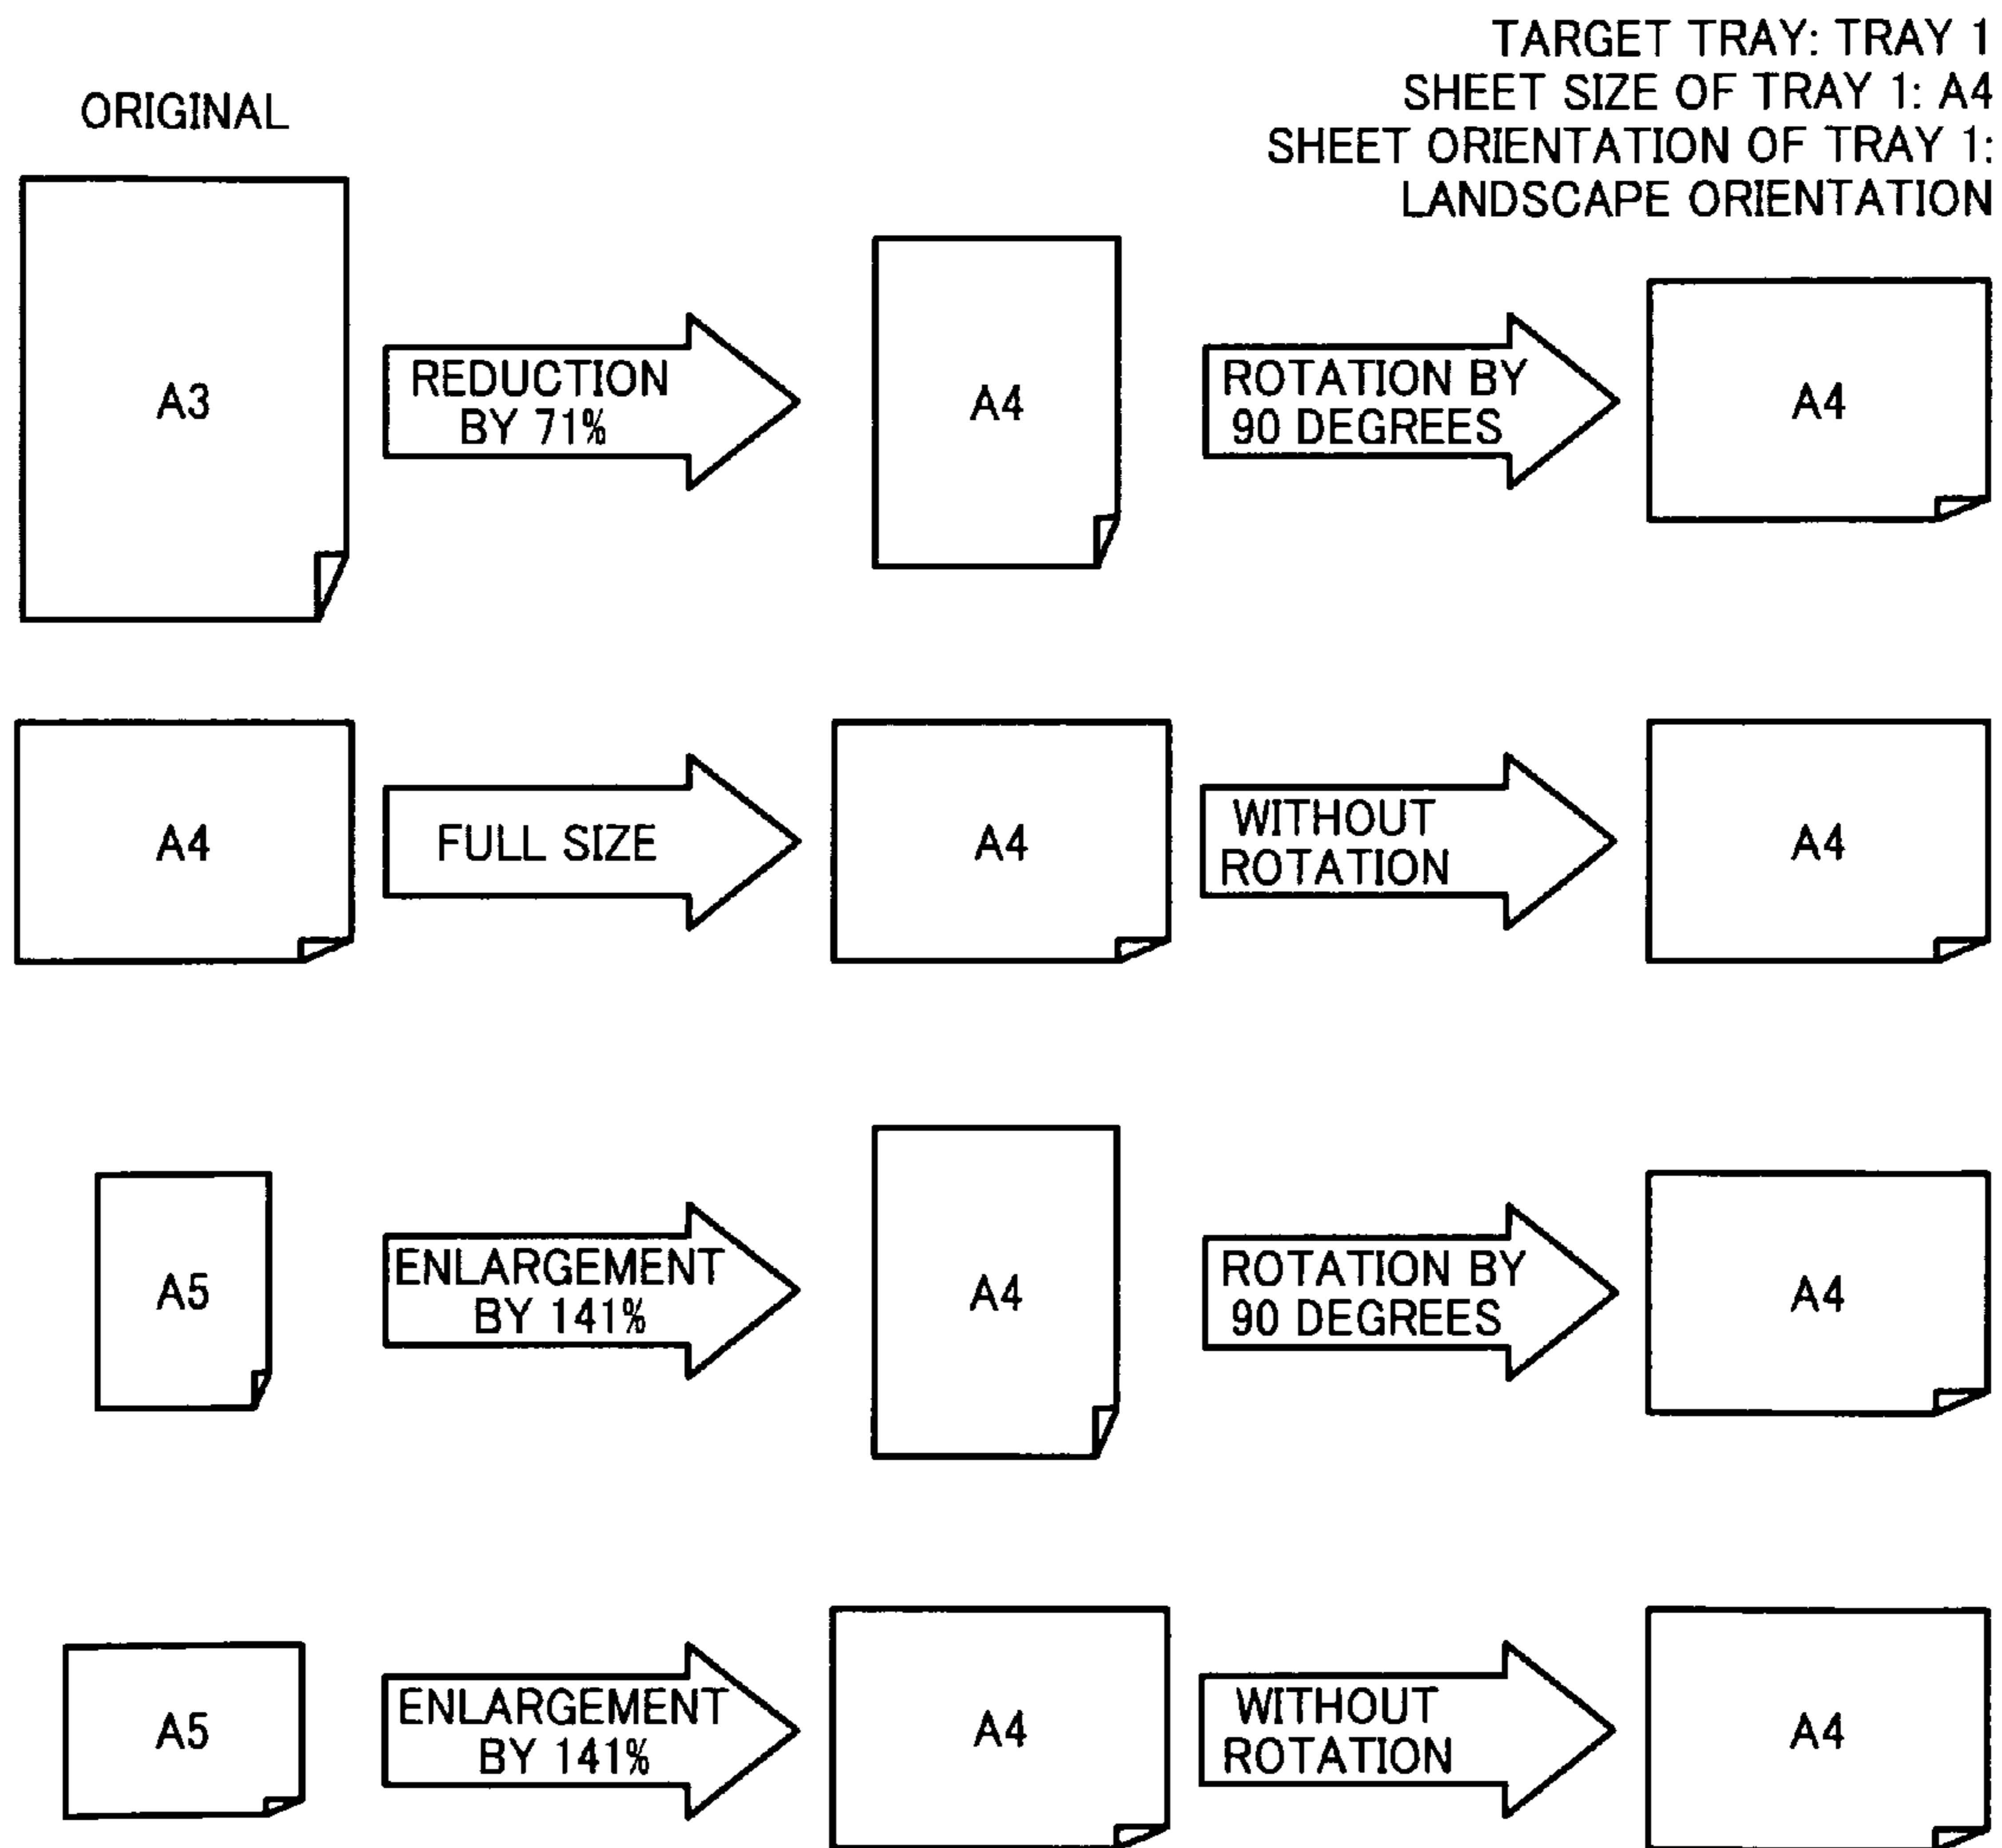 TARGET TRAY: TRAY 1
SHEET SIZE OF TRAY 1: A4
SHEET ORIENTATION OF TRAY 1:
LANDSCAPE ORIENTATION
ORIGINAL
A3
REDUCTION
BY 71%
A4
ROTATION BY
90 DEGREES
A4
A4
FULL SIZE
A4
WITHOUT
ROTATION
A4
A5
ENLARGEMENT
BY 141%
A4
ROTATION BY
90 DEGREES
A4
A5
ENLARGEMENT
BY 141%
A4
WITHOUT
ROTATION
A4